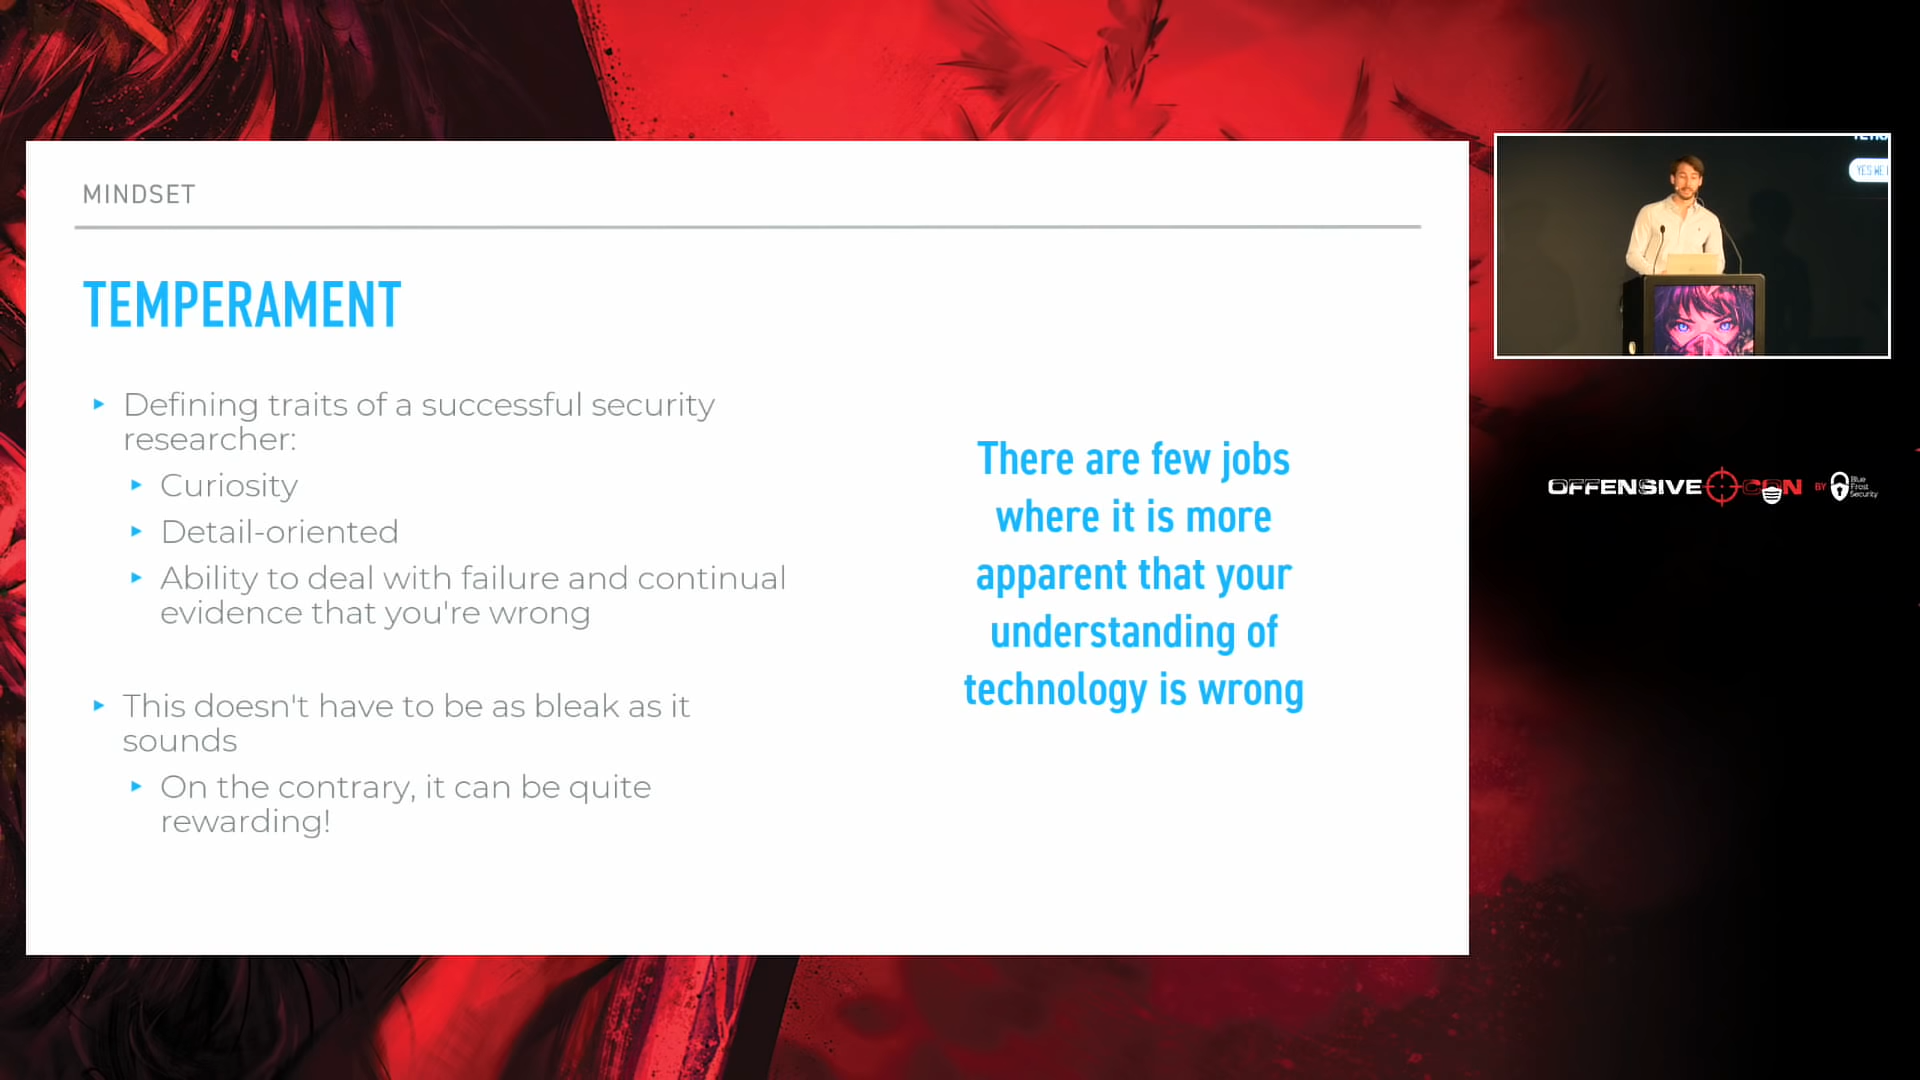 MINDSET
TEMPERAMENT
Defining traits of a successful security
researcher:
Curiosity
Detail-oriented
Ability to deal with failure and continual
evidence that you're wrong
This doesn't have to be as bleak as it
sounds
On the contrary, it can be quite
rewarding!
There are few jobs
where it is more
apparent that your
understanding of
technology is wrong
YES WE
OFFENSIVE CON BY Blue
Frost
Security